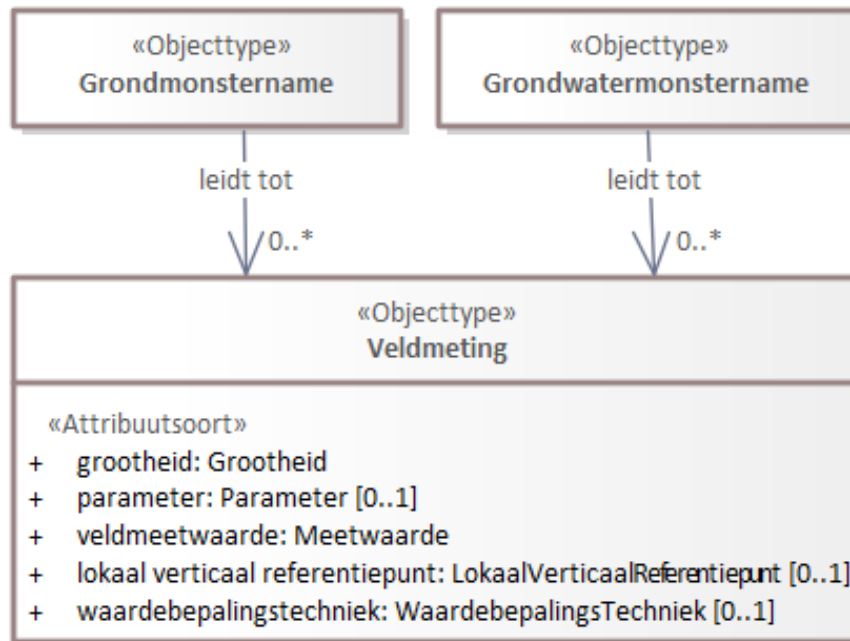 «Objecttype»
Grondmonstername
«Objecttype»
Grondwatermonstername
leidt tot
leidt tot
0..*
0..*
«Objecttype»
Veldmeting
«Attribuutsoort»
+ grootheid: Grootheid
+ parameter: Parameter [0..1]
+ veldmeetwaarde: Meetwaarde
+ lokaal verticaal referentiepunt: LokaalVerticaalReferentiepunt [0..1]
+ waardebepalingstechniek: WaardebepalingsTechniek [0..1]